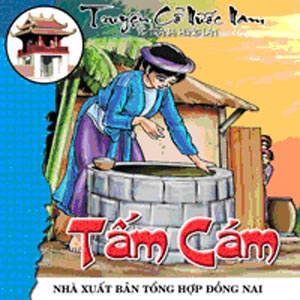 Truyện Cổ Nước Nam
Tấm Cám
NHÀ XUẤT BẢN TỔNG HỢP ĐỒNG NAI